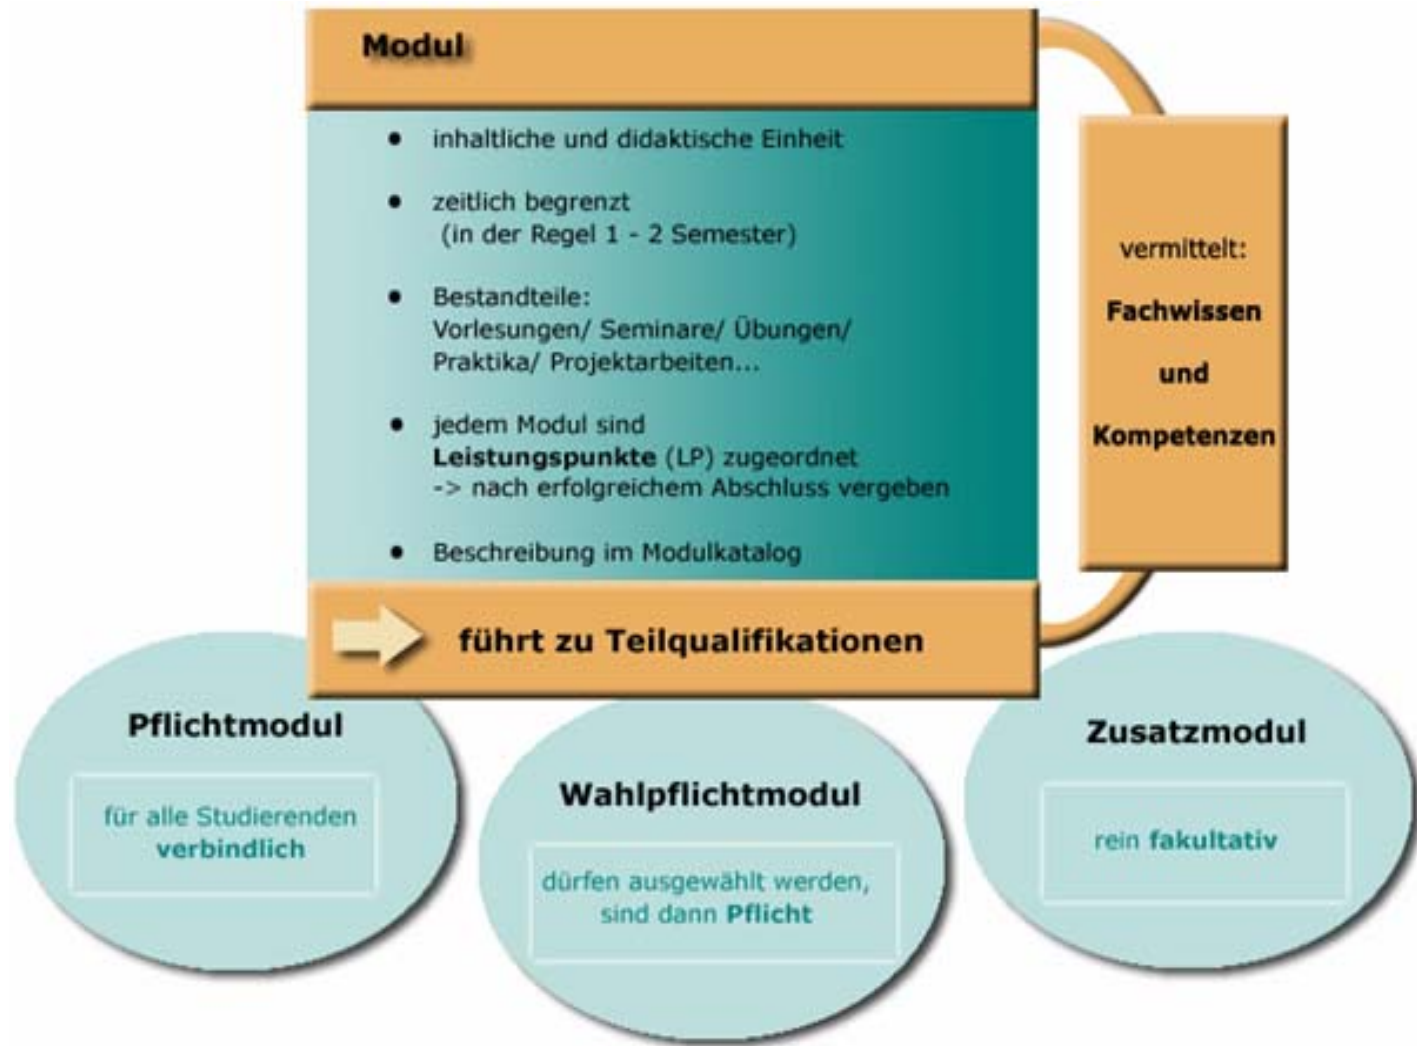 Modul
● inhaltliche und didaktische Einheit
● zeitlich begrenzt
(in der Regel 1 - 2 Semester)
● Bestandteile:
Vorlesungen/ Seminare/ Übungen/
Praktika/ Projektarbeiten...
● jedem Modul sind
Leistungspunkte (LP) zugeordnet
-> nach erfolgreichem Abschluss vergeben
● Beschreibung im Modulkatalog
führt zu Teilqualifikationen
vermittelt:
Fachwissen
und
Kompetenzen
Pflichtmodul
für alle Studierenden
verbindlich
Wahlpflichtmodul
dürfen ausgewählt werden,
sind dann Pflicht
Zusatzmodul
rein fakultativ